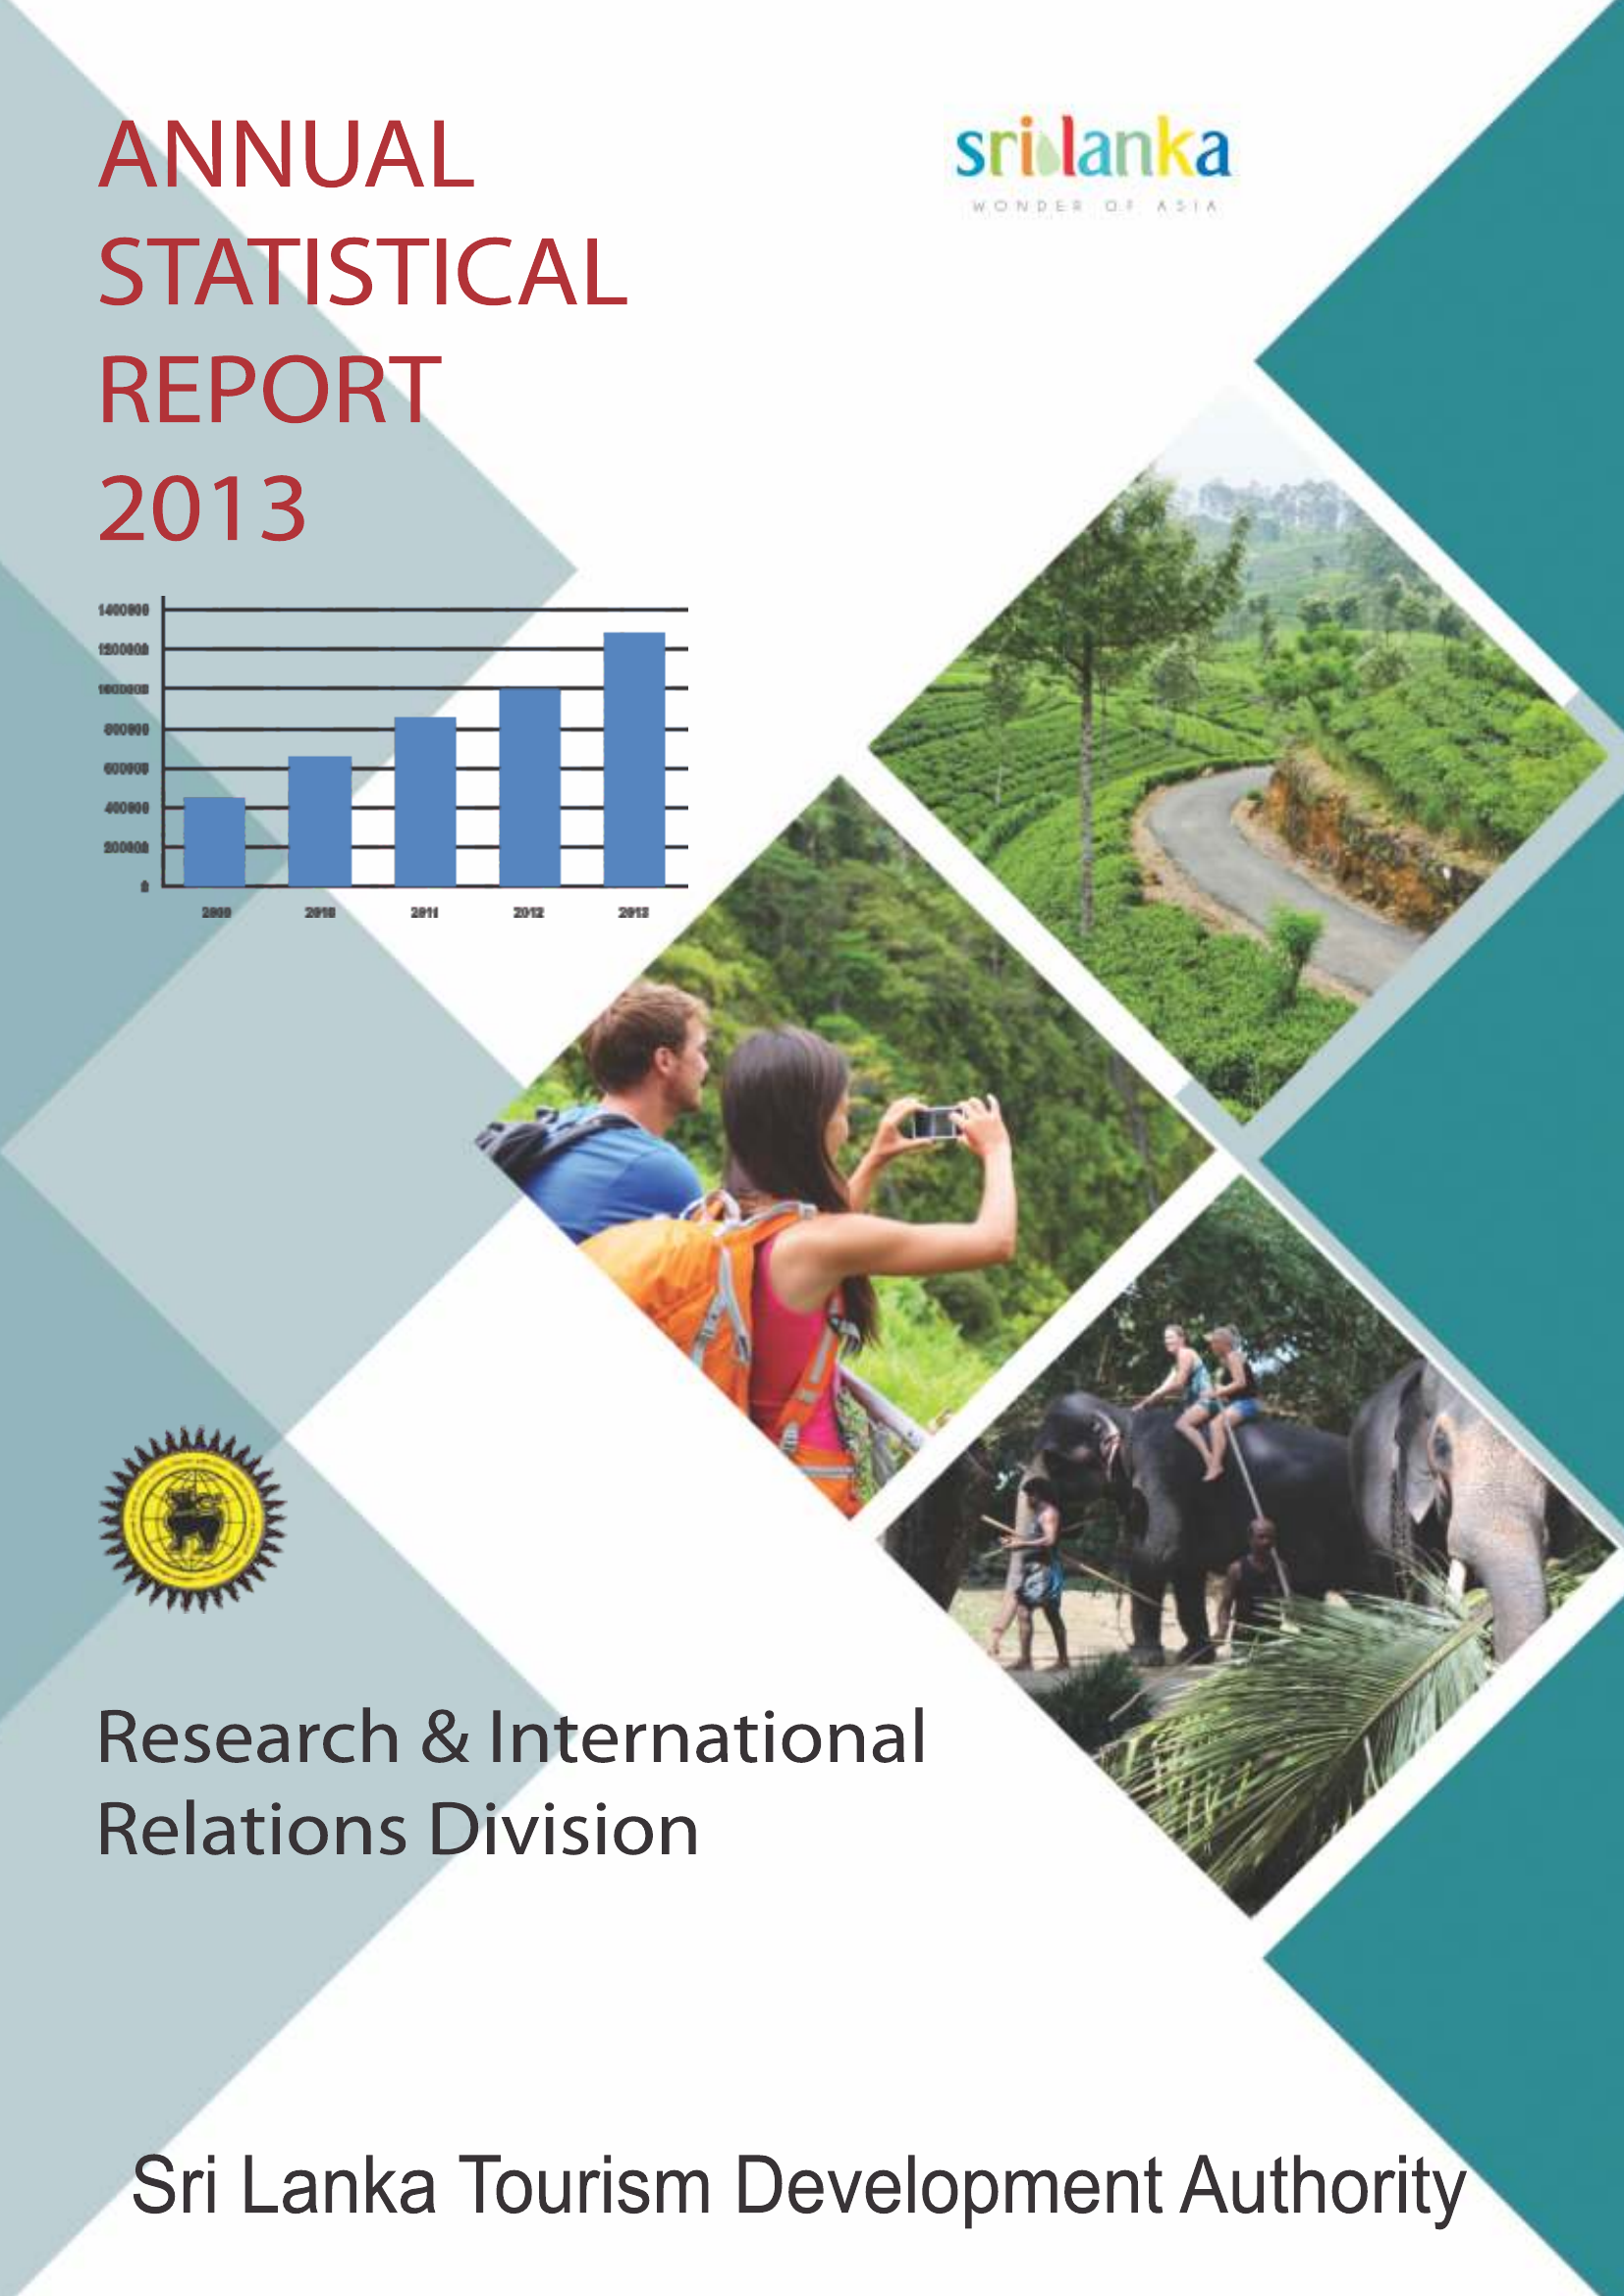 ANNUAL
STATISTICAL
REPORT
2013
srilanka
WONDER OF ASIA
1400000
1200000
1000000
800000
600000
400000
200000
0
2009
2010
2011
2012
2013
Research & International
Relations Division
Sri Lanka Tourism Development Authority